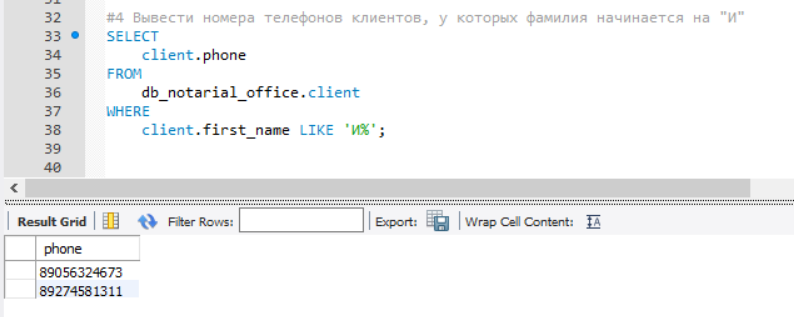 32 #4 Вывести номера телефонов клиентов, у которых фамилия начинается на "И"
33 SELECT
34 client.phone
35 FROM
36 db_notarial_office.client
37 WHERE
38 client.first_name LIKE 'И%';
39
40
Result Grid Filter Rows: Export: Wrap Cell Content:
phone
89056324673
89274581311